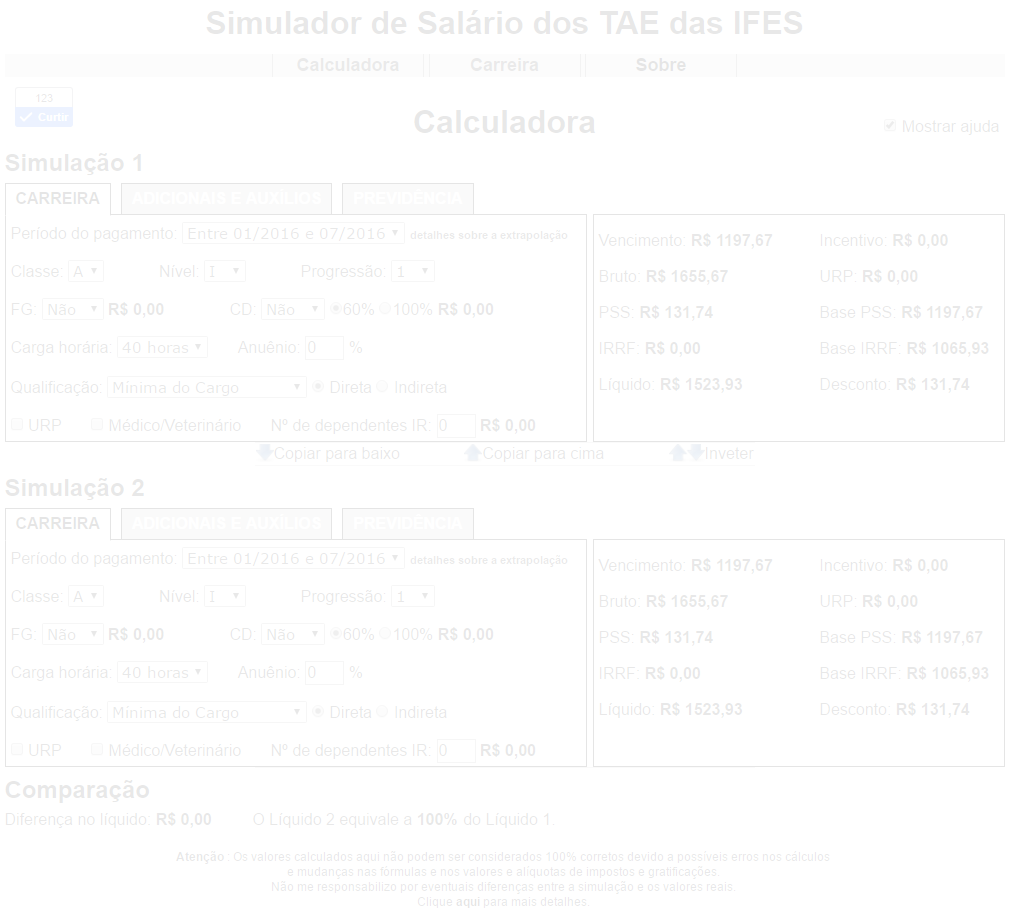 Simulador de Salário dos TAE das IFES
Calculadora Carreira Sobre
123
Curtir
Calculadora
Mostrar ajuda
Simulação 1
CARREIRA ADICIONAIS E AUXÍLIOS PREVIDÊNCIA
Período do pagamento: Entre 01/2016 e 07/2016 detalhes sobre a extrapolação
Classe: A Nível: I Progressão: 1
FG: Não R$ 0,00 CD: Não 60% 100% R$ 0,00
Carga horária: 40 horas Anuênio: 0 %
Qualificação: Mínima do Cargo Direta Indireta
URP Médico/Veterinário Nº de dependentes IR: 0 R$ 0,00
Vencimento: R$ 1197,67 Incentivo: R$ 0,00
Bruto: R$ 1655,67 URP: R$ 0,00
PSS: R$ 131,74 Base PSS: R$ 1197,67
IRRF: R$ 0,00 Base IRRF: R$ 1065,93
Líquido: R$ 1523,93 Desconto: R$ 131,74
Copiar para baixo Copiar para cima Inveter
Simulação 2
CARREIRA ADICIONAIS E AUXÍLIOS PREVIDÊNCIA
Período do pagamento: Entre 01/2016 e 07/2016 detalhes sobre a extrapolação
Classe: A Nível: I Progressão: 1
FG: Não R$ 0,00 CD: Não 60% 100% R$ 0,00
Carga horária: 40 horas Anuênio: 0 %
Qualificação: Mínima do Cargo Direta Indireta
URP Médico/Veterinário Nº de dependentes IR: 0 R$ 0,00
Vencimento: R$ 1197,67 Incentivo: R$ 0,00
Bruto: R$ 1655,67 URP: R$ 0,00
PSS: R$ 131,74 Base PSS: R$ 1197,67
IRRF: R$ 0,00 Base IRRF: R$ 1065,93
Líquido: R$ 1523,93 Desconto: R$ 131,74
Comparação
Diferença no líquido: R$ 0,00 O Líquido 2 equivale a 100% do Líquido 1.
Atenção: Os valores calculados aqui não podem ser considerados 100% corretos devido a possíveis erros nos cálculos
e mudanças nas fórmulas e nos valores e alíquotas de impostos e gratificações.
Não me responsabilizo por eventuais diferenças entre a simulação e os valores reais.
Clique aqui para mais detalhes.